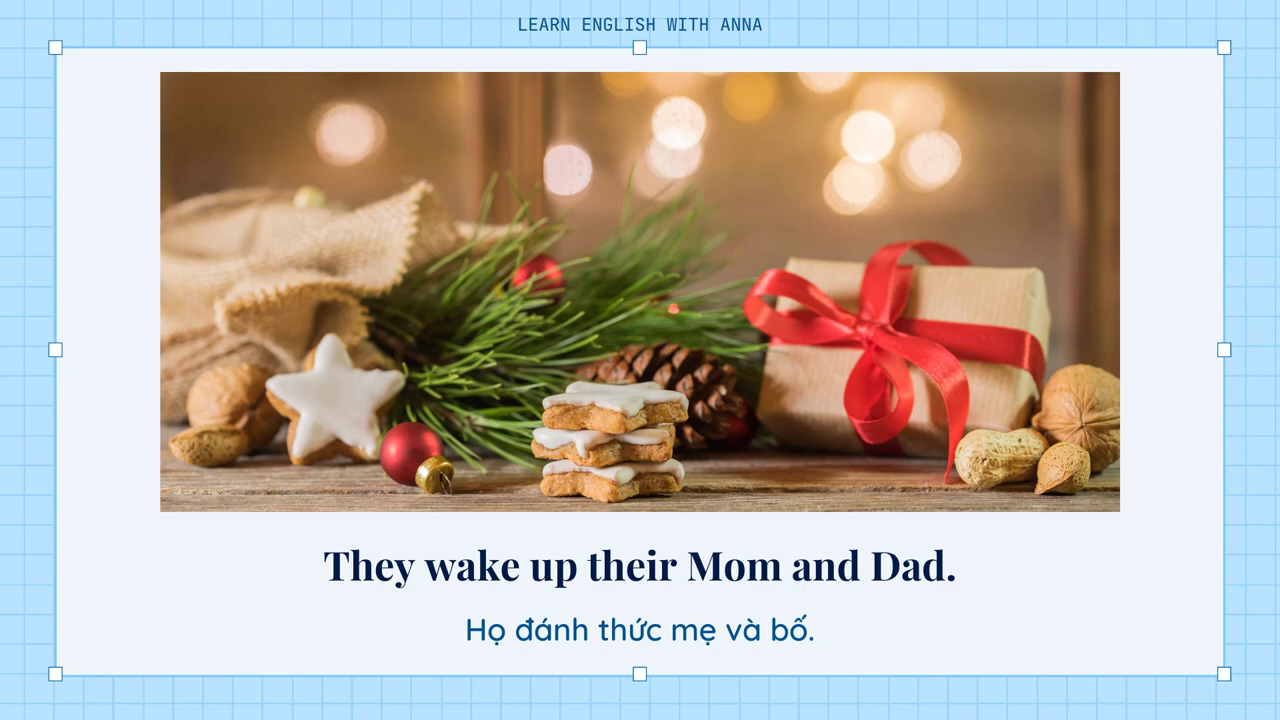 LEARN ENGLISH WITH ANNA
They wake up their Mom and Dad.
Họ đánh thức mẹ và bố.